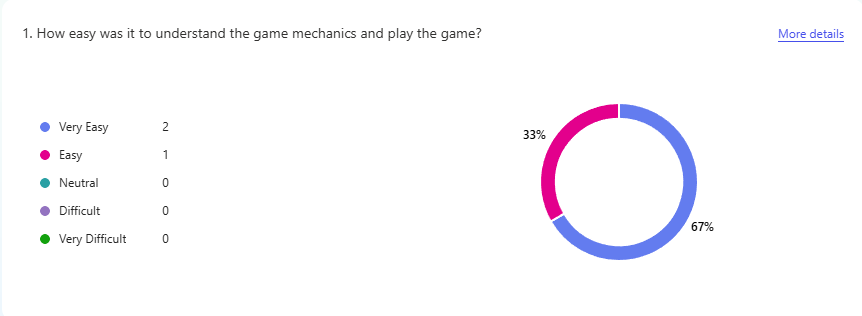 1. How easy was it to understand the game mechanics and play the game?
More details
Very Easy 2
Easy 1
Neutral 0
Difficult 0
Very Difficult 0
33%
67%